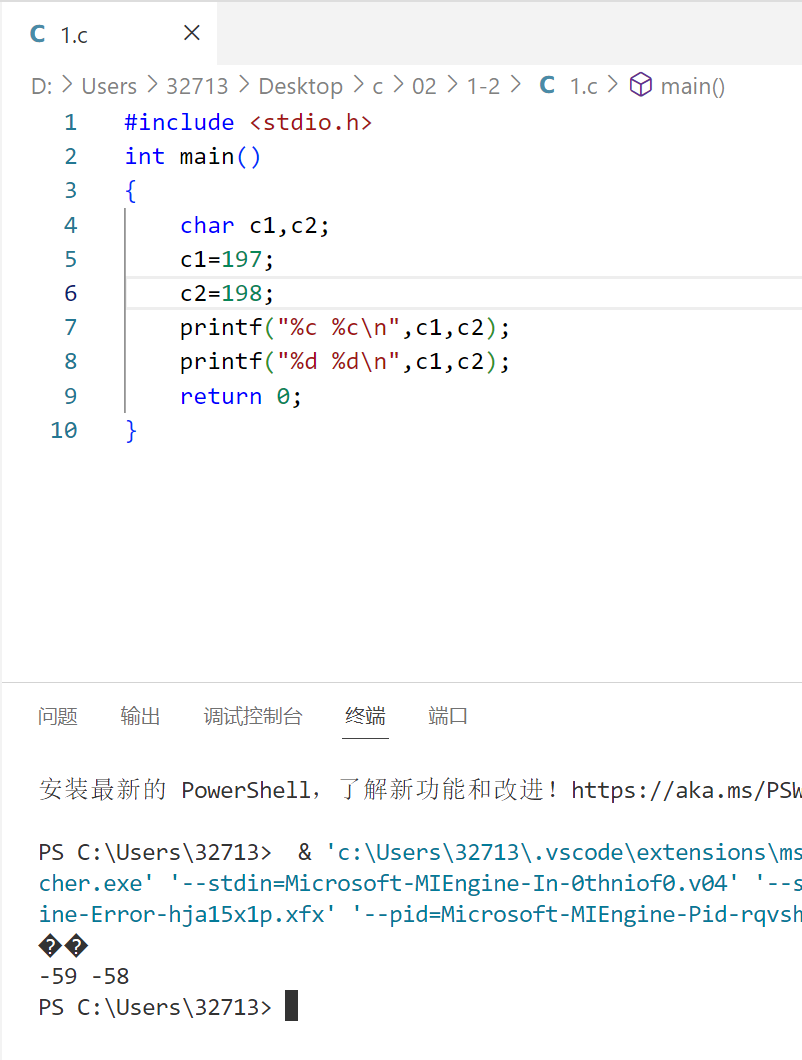 C 1.c ×
D: > Users > 32713 > Desktop > c > 02 > 1-2 > C 1.c > main()
1 #include <stdio.h>
2 int main()
3 {
4     char c1,c2;
5     c1=197;
6     c2=198;
7     printf("%c %c\n",c1,c2);
8     printf("%d %d\n",c1,c2);
9     return 0;
10 }
问题 输出 调试控制台 终端 端口
安装最新的 PowerShell，了解新功能和改进！https://aka.ms/PSW
PS C:\Users\32713>  & 'c:\Users\32713\.vscode\extensions\ms
cher.exe' '--stdin=Microsoft-MIEngine-In-0thniof0.v04' '--s
ine-Error-hja15x1p.xfx' '--pid=Microsoft-MIEngine-Pid-rqvsh
��
-59 -58
PS C:\Users\32713>